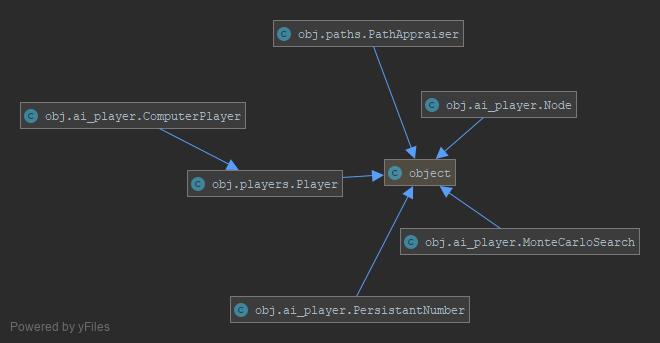 C obj.paths.PathAppraiser
C obj.ai_player.Node
C obj.ai_player.ComputerPlayer
C object
C obj.players.Player
C obj.ai_player.MonteCarloSearch
C obj.ai_player.PersistantNumber
Powered by yFiles